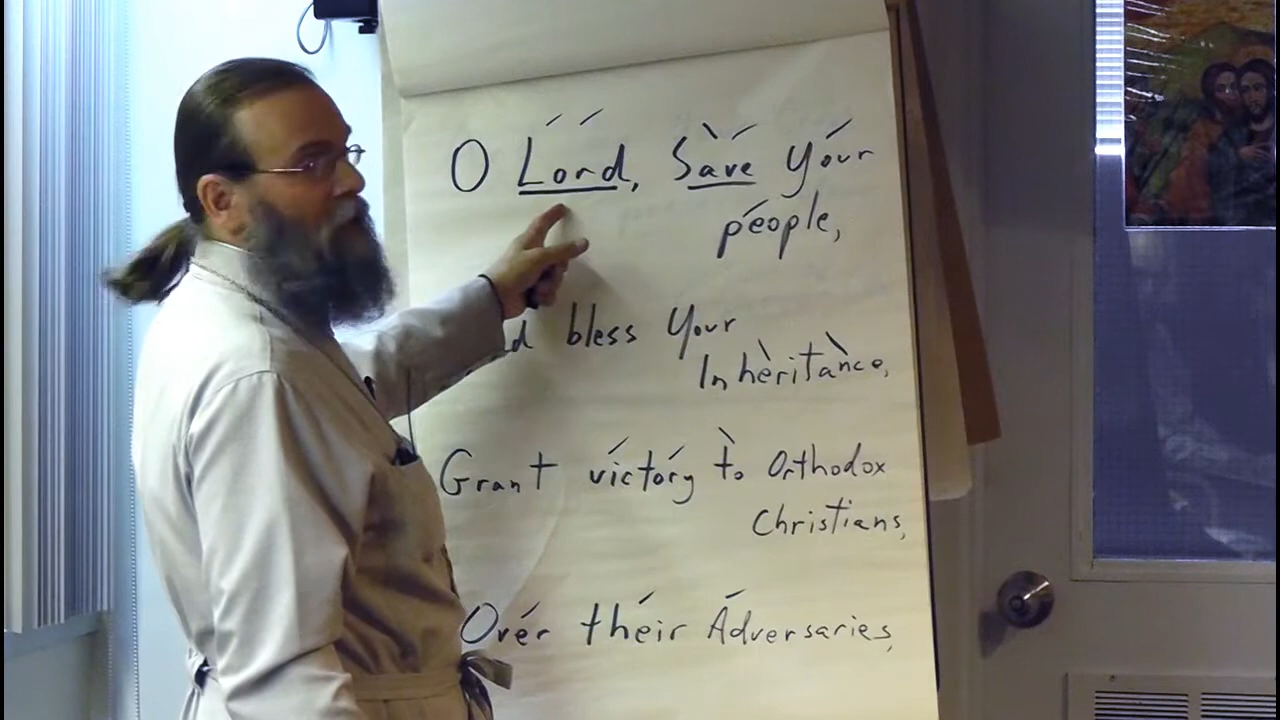 O Lord, Save Your
people,
bless Your
Inheritance,
Grant victory to Orthodox
Christians,
Over their Adversaries,